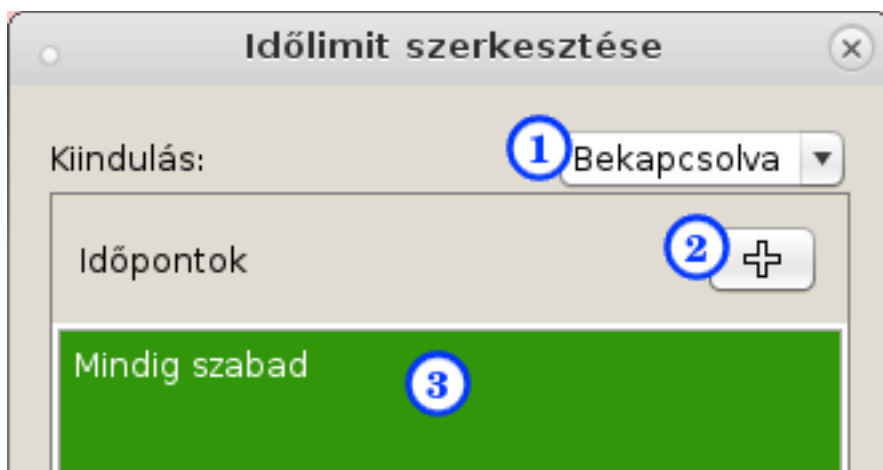 Időlimit szerkesztése
Kiindulás: 1 Bekapcsolva
Időpontok 2
Mindig szabad 3